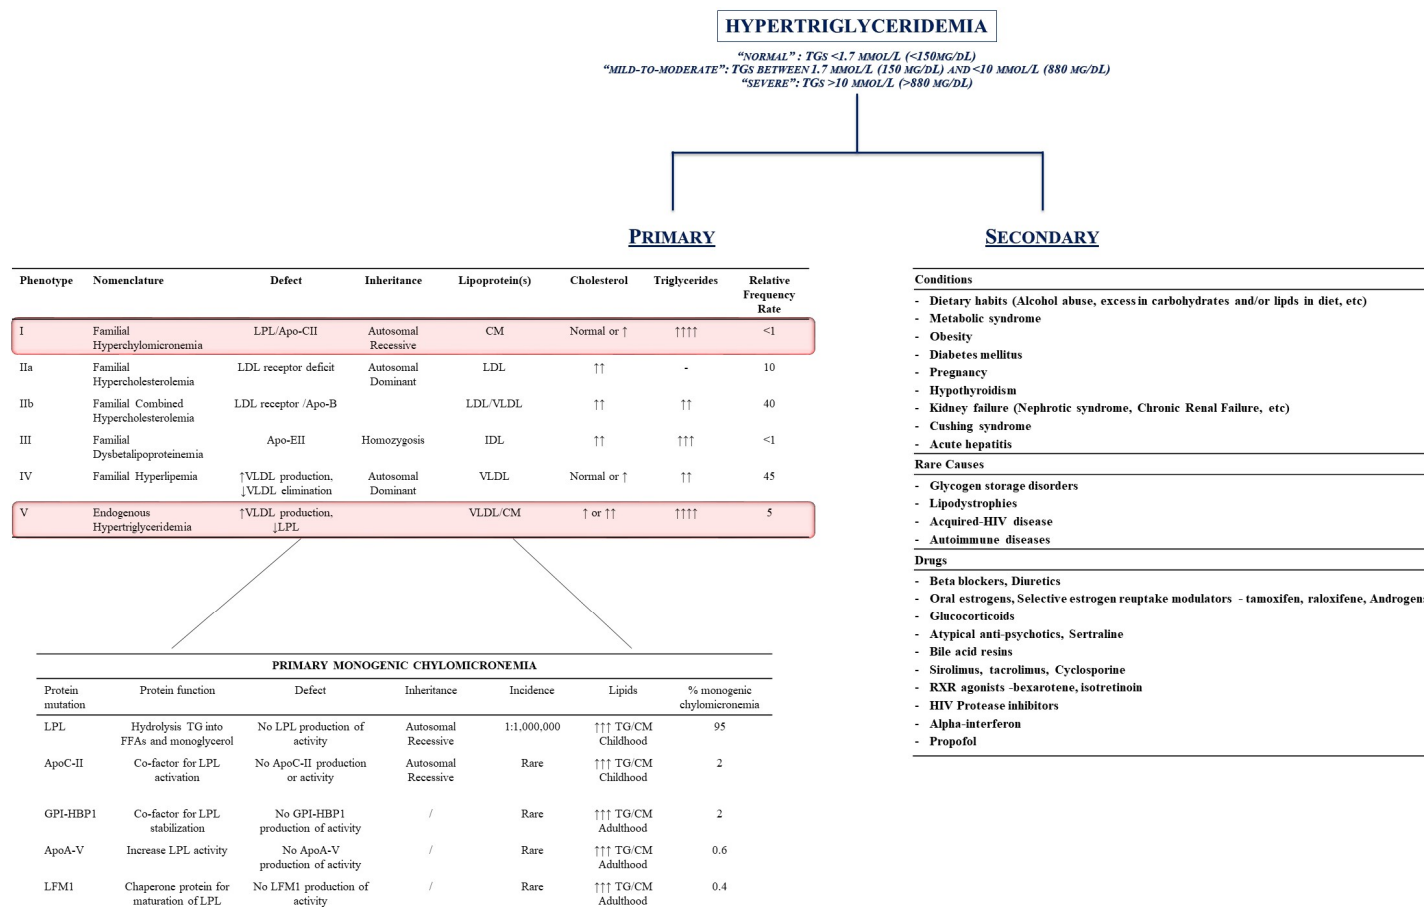 HYPERTRIGLYCERIDEMIA
“NORMAL” : TGS <1.7 MMOL/L (<150MG/DL)
“MILD-TO-MODERATE”: TGS BETWEEN 1.7 MMOL/L (150 MG/DL) AND <10 MMOL/L (880 MG/DL)
“SEVERE”: TGS >10 MMOL/L (>880 MG/DL)
PRIMARY
Phenotype Nomenclature Defect Inheritance Lipoprotein(s) Cholesterol Triglycerides Relative
Frequency
Rate
I Familial LPL/Apo-CII Autosomal CM Normal or ↑ ↑↑↑↑ <1
Hyperchylomicronemia Recessive
IIa Familial LDL receptor deficit Autosomal LDL ↑↑ - 10
Hypercholesterolemia Dominant
IIb Familial Combined LDL receptor /Apo-B LDL/VLDL ↑↑ ↑↑ 40
Hypercholesterolemia
III Familial Apo-EII Homozygosis IDL ↑↑ ↑↑↑ <1
Dysbetalipoproteinemia
IV Familial Hyperlipemia ↑VLDL production, Autosomal VLDL Normal or ↑ ↑↑ 45
↓VLDL elimination Dominant
V Endogenous ↑VLDL production, VLDL/CM ↑ or ↑↑ ↑↑↑↑ 5
Hypertriglyceridemia ↓LPL
PRIMARY MONOGENIC CHYLOMICRONEMIA
Protein Protein function Defect Inheritance Incidence Lipids % monogenic
mutation chylomicronemia
LPL Hydrolysis TG into No LPL production of Autosomal 1:1,000,000 ↑↑↑ TG/CM 95
FFAs and monoglycerol activity Recessive Childhood
ApoC-II Co-factor for LPL No ApoC-II production Autosomal Rare ↑↑↑ TG/CM 2
activation or activity Recessive Childhood
GPI-HBP1 Co-factor for LPL No GPI-HBP1 / Rare ↑↑↑ TG/CM 2
stabilization production of activity Adulthood
ApoA-V Increase LPL activity No ApoA-V / Rare ↑↑↑ TG/CM 0.6
production of activity Adulthood
LFM1 Chaperone protein for No LFM1 production of / Rare ↑↑↑ TG/CM 0.4
maturation of LPL activity Adulthood
SECONDARY
Conditions
- Dietary habits (Alcohol abuse, excess in carbohydrates and/or lipds in diet, etc)
- Metabolic syndrome
- Obesity
- Diabetes mellitus
- Pregnancy
- Hypothyroidism
- Kidney failure (Nephrotic syndrome, Chronic Renal Failure, etc)
- Cushing syndrome
- Acute hepatitis
Rare Causes
- Glycogen storage disorders
- Lipodystrophies
- Acquired-HIV disease
- Autoimmune diseases
Drugs
- Beta blockers, Diuretics
- Oral estrogens, Selective estrogen reuptake modulators - tamoxifen, raloxifene, Androgens
- Glucocorticoids
- Atypical anti-psychotics, Sertraline
- Bile acid resins
- Sirolimus, tacrolimus, Cyclosporine
- RXR agonists -bexarotene, isotretinoin
- HIV Protease inhibitors
- Alpha-interferon
- Propofol